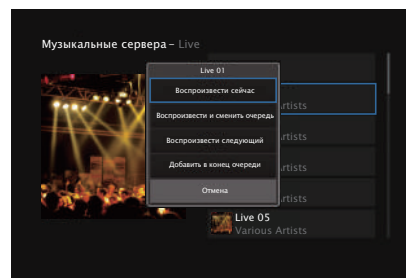 Музыкальные сервера – Live
Live 01
Воспроизвести сейчас
Воспроизвести и сменить очередь
Воспроизвести следующий
Добавить в конец очереди
Отмена
Artists
Artists
Artists
Artists
Live 05
Various Artists